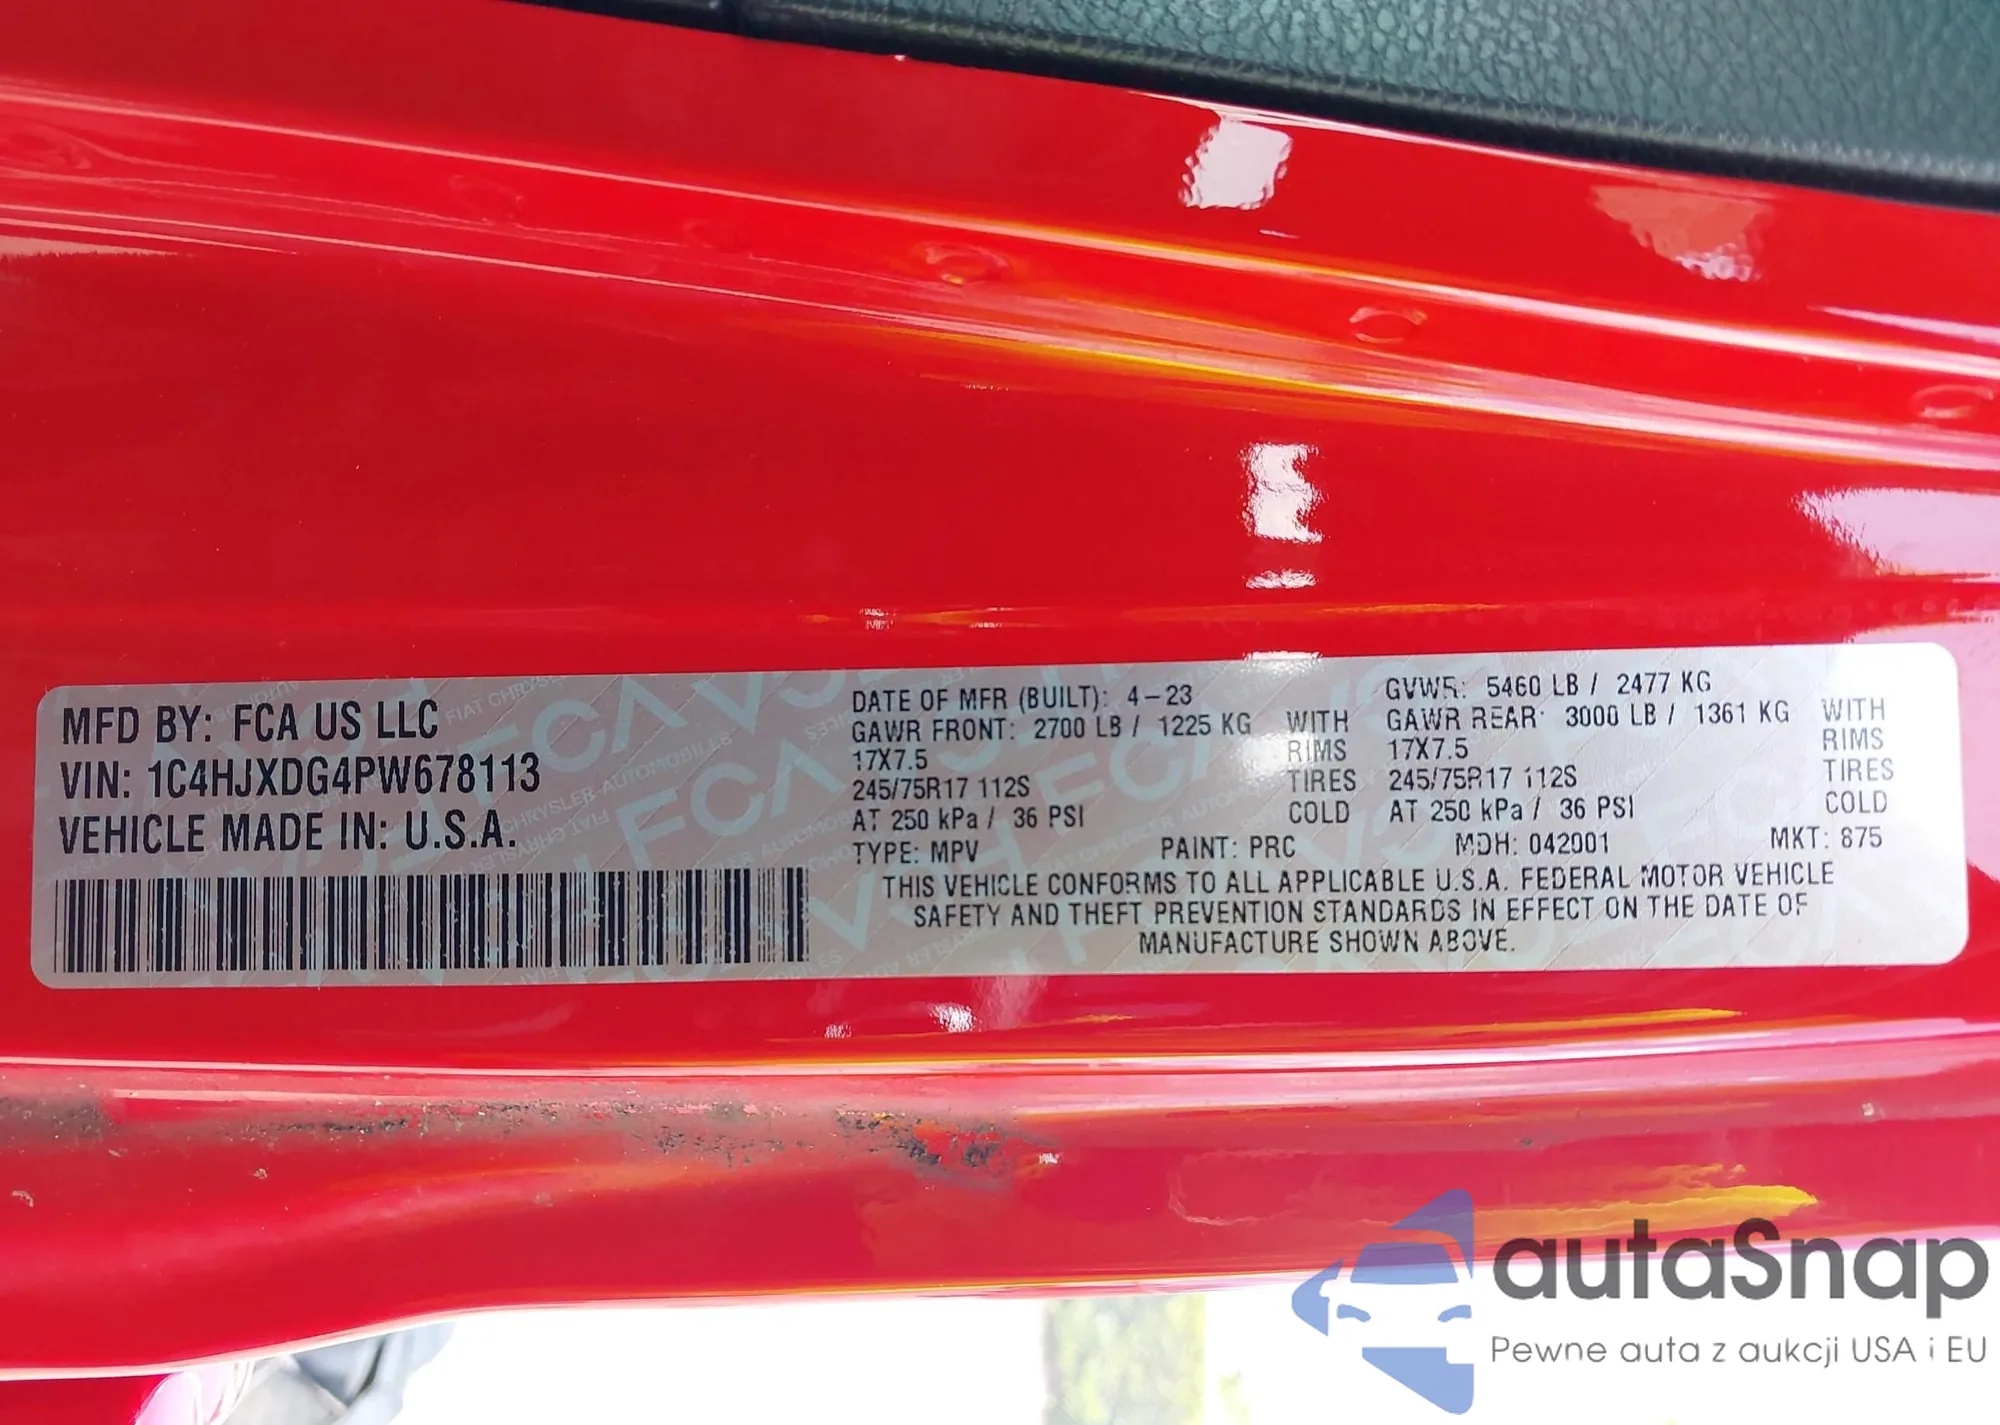 MFD BY: FCA US LLC
VIN: 1C4HJXDG4PW678113
VEHICLE MADE IN: U.S.A.
DATE OF MFR (BUILT): 4-23 GVWR: 5460 LB / 2477 KG
GAWR FRONT: 2700 LB / 1225 KG WITH GAWR REAR: 3000 LB / 1361 KG WITH
17X7.5 RIMS 17X7.5 RIMS
245/75R17 112S TIRES 245/75R17 112S TIRES
AT 250 kPa / 36 PSI COLD AT 250 kPa / 36 PSI COLD
TYPE: MPV PAINT: PRC MDH: 042001 MKT: 875
THIS VEHICLE CONFORMS TO ALL APPLICABLE U.S.A. FEDERAL MOTOR VEHICLE
SAFETY AND THEFT PREVENTION STANDARDS IN EFFECT ON THE DATE OF
MANUFACTURE SHOWN ABOVE.
autaSnap
Pewne auta z aukcji USA i EU